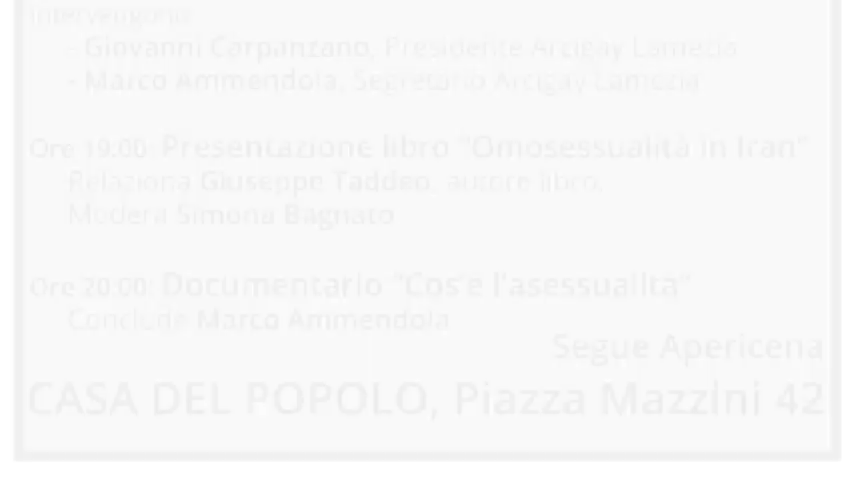 Intervengono:
- Giovanni Carpanzano, Presidente Arcigay Lamezia
- Marco Ammendola, Segretario Arcigay Lamezia
Ore 19:00: Presentazione libro "Omosessualità in Iran"
Relaziona Giuseppe Taddeo, autore libro.
Modera Simona Bagnato
Ore 20:00: Documentario "Cos'e l'asessualità"
Conclude Marco Ammendola
Segue Apericena
CASA DEL POPOLO, Piazza Mazzini 42